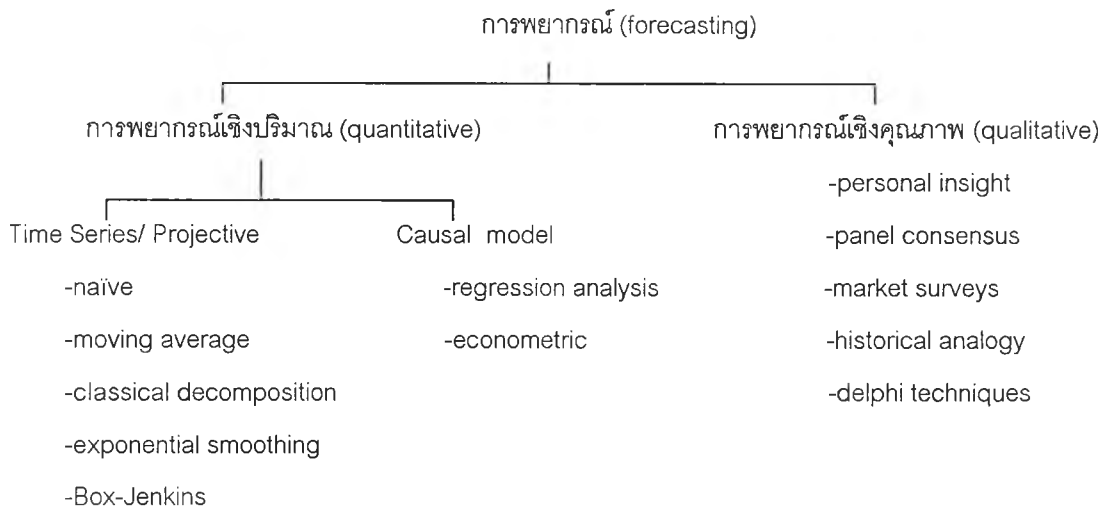 การพยากรณ์ (forecasting)
การพยากรณ์เชิงปริมาณ (quantitative)
การพยากรณ์เชิงคุณภาพ (qualitative)
-personal insight
-panel consensus
-market surveys
-historical analogy
-delphi techniques
Time Series/ Projective
-naïve
-moving average
-classical decomposition
-exponential smoothing
-Box-Jenkins
Causal model
-regression analysis
-econometric